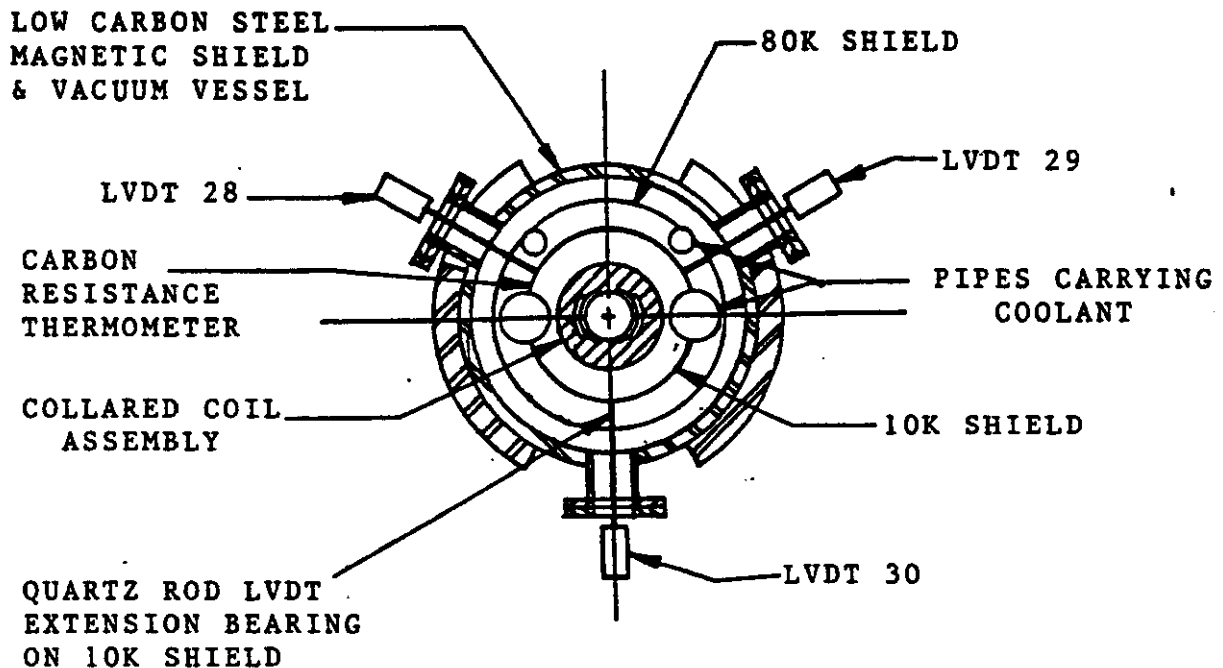 LOW CARBON STEEL
MAGNETIC SHIELD
& VACUUM VESSEL
80K SHIELD
LVDT 28
LVDT 29
CARBON
RESISTANCE
THERMOMETER
PIPES CARRYING
COOLANT
COLLARED COIL
ASSEMBLY
10K SHIELD
QUARTZ ROD LVDT
EXTENSION BEARING
ON 10K SHIELD
LVDT 30